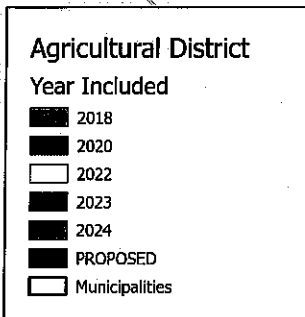 Agricultural District
Year Included
2018
2020
2022
2023
2024
PROPOSED
Municipalities